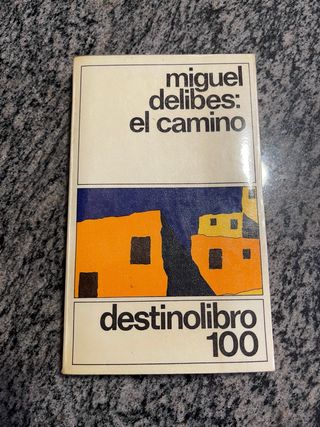 miguel
delibes:
el camino
destinolibro
100